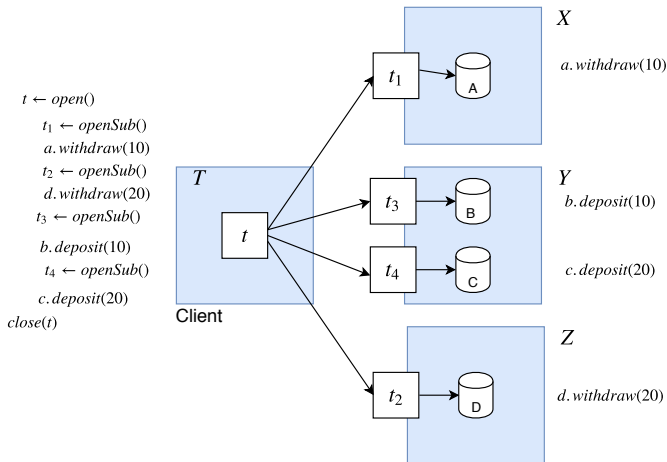 t ← open()
t₁ ← openSub()
a.withdraw(10)
t₂ ← openSub()
d.withdraw(20)
t₃ ← openSub()
b.deposit(10)
t₄ ← openSub()
c.deposit(20)
close(t)
T
t
Client
X
t₁
A
a.withdraw(10)
Y
t₃
B
b.deposit(10)
t₄
C
c.deposit(20)
Z
t₂
D
d.withdraw(20)